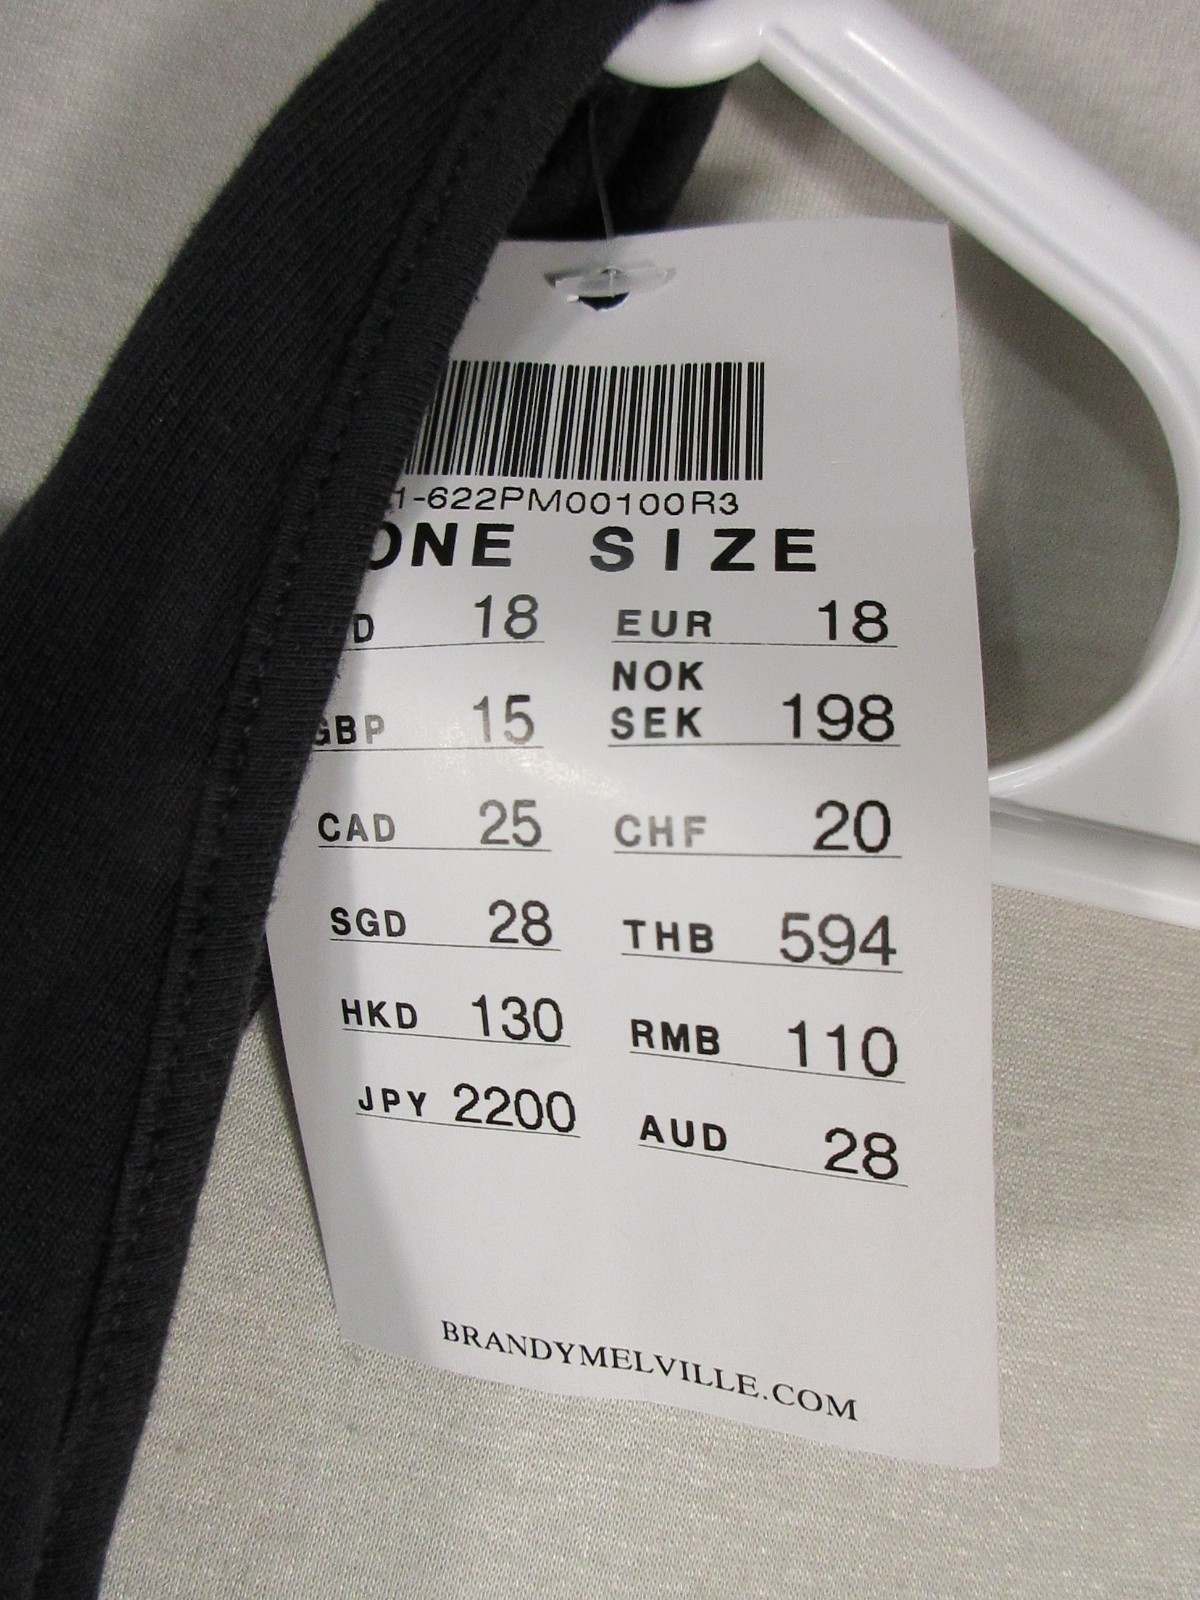 1-622PM00100R3
ONE SIZE
D 18 EUR 18
NOK
GBP 15 SEK 198
CAD 25 CHF 20
SGD 28 THB 594
HKD 130 RMB 110
JPY 2200 AUD 28
BRANDYMELVILLE.COM